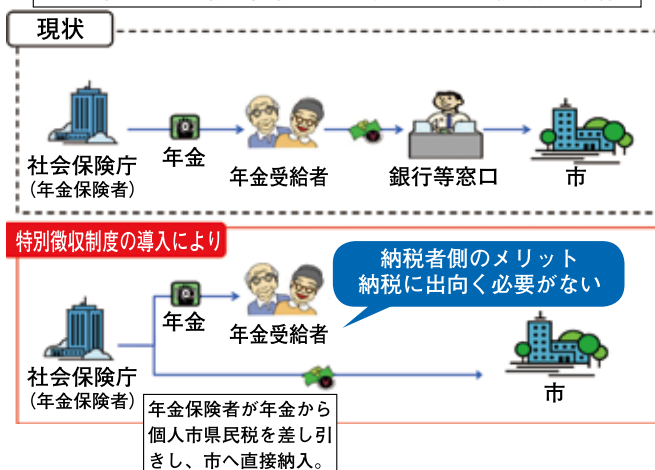 現状
社会保険庁
(年金保険者)
年金
年金受給者
銀行等窓口
市
特別徴収制度の導入により
納税者側のメリット
納税に出向く必要がない
年金
年金受給者
社会保険庁
(年金保険者)
市
年金保険者が年金から
個人市県民税を差し引
きし、市へ直接納入。